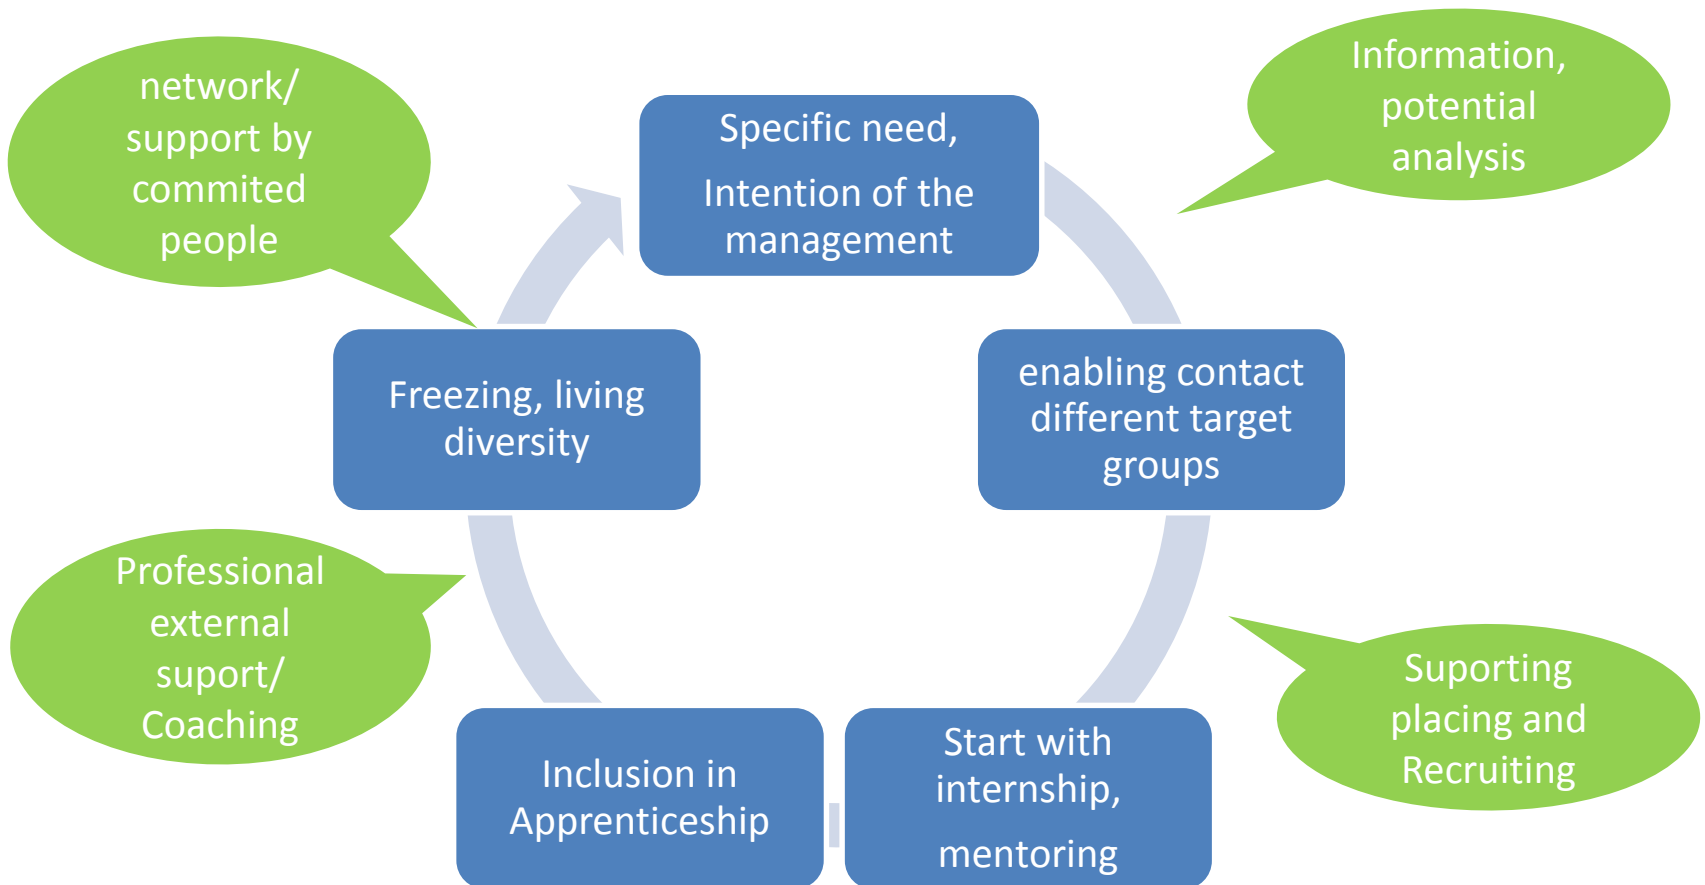 network/
support by
commited
people
Specific need,
Intention of the
management
Information,
potential
analysis
Freezing, living
diversity
enabling contact
different target
groups
Professional
external
suport/
Coaching
Inclusion in
Apprenticeship
Start with
internship,
mentoring
Suporting
placing and
Recruiting